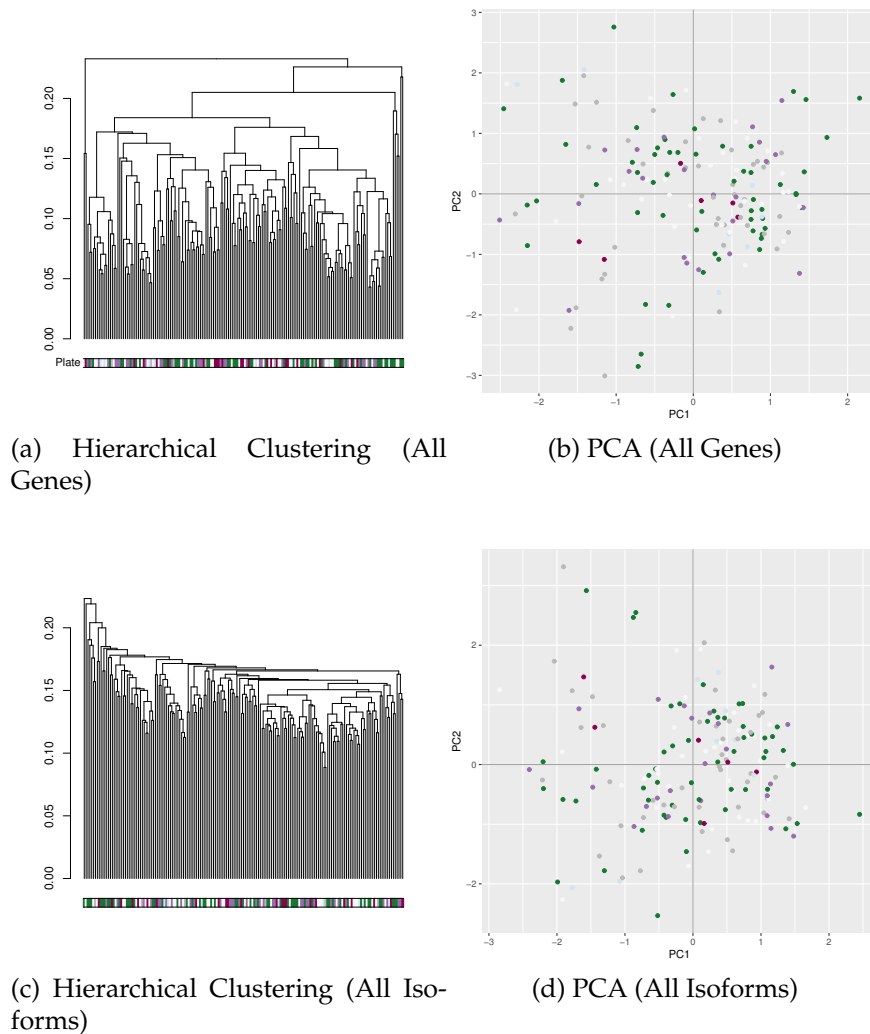 0.00 0.05 0.10 0.15 0.20
Plate
3
2
1
0
−1
−2
−3
PC2
−2 −1 0 1 2
PC1
(a) Hierarchical Clustering (All
Genes)
(b) PCA (All Genes)
0.00 0.05 0.10 0.15 0.20
2
0
−2
PC2
−3 −2 −1 0 1 2
PC1
(c) Hierarchical Clustering (All Iso-
forms)
(d) PCA (All Isoforms)